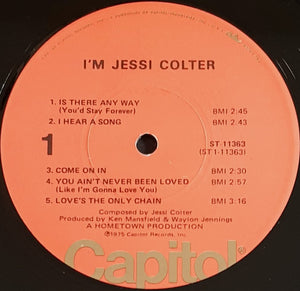 I'M JESSI COLTER
1. IS THERE ANY WAY
(You'd Stay Forever) BMI 2:45
2. I HEAR A SONG BMI 2.43
1 ST-11363
(ST 1-11363)
3. COME ON IN BMI 2:30
4. YOU AIN'T NEVER BEEN LOVED BMI 2:57
(Like I'm Gonna Love You)
5. LOVE'S THE ONLY CHAIN BMI 3:16
Composed by Jessi Colter
Produced by Ken Mansfield & Waylon Jennings
A HOMETOWN PRODUCTION
℗1975 Capitol Records, Inc.
Capitol